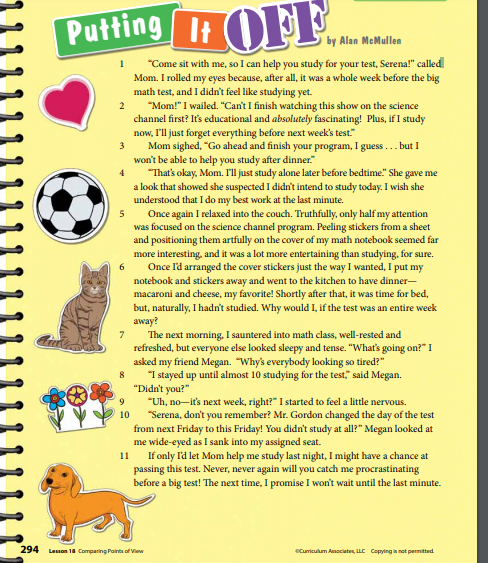 Putting It OFF
by Alan McMullen
1 "Come sit with me, so I can help you study for your test, Serena!" called
Mom. I rolled my eyes because, after all, it was a whole week before the big
math test, and I didn't feel like studying yet.
2 "Mom!" I wailed. "Can't I finish watching this show on the science
channel first? It's educational and absolutely fascinating! Plus, if I study
now, I'll just forget everything before next week's test."
3 Mom sighed, "Go ahead and finish your program, I guess . . . but I
won't be able to help you study after dinner."
4 "That's okay, Mom. I'll just study alone later before bedtime." She gave me
a look that showed she suspected I didn't intend to study today. I wish she
understood that I do my best work at the last minute.
5 Once again I relaxed into the couch. Truthfully, only half my attention
was focused on the science channel program. Peeling stickers from a sheet
and positioning them artfully on the cover of my math notebook seemed far
more interesting, and it was a lot more entertaining than studying, for sure.
6 Once I'd arranged the cover stickers just the way I wanted, I put my
notebook and stickers away and went to the kitchen to have dinner—
macaroni and cheese, my favorite! Shortly after that, it was time for bed,
but, naturally, I hadn't studied. Why would I, if the test was an entire week
away?
7 The next morning, I sauntered into math class, well-rested and
refreshed, but everyone else looked sleepy and tense. "What's going on?" I
asked my friend Megan. "Why's everybody looking so tired?"
8 "I stayed up until almost 10 studying for the test," said Megan.
"Didn't you?"
9 "Uh, no—it's next week, right?" I started to feel a little nervous.
10 "Serena, don't you remember? Mr. Gordon changed the day of the test
from next Friday to this Friday! You didn't study at all?" Megan looked at
me wide-eyed as I sank into my assigned seat.
11 If only I'd let Mom help me study last night, I might have a chance at
passing this test. Never, never again will you catch me procrastinating
before a big test! The next time, I promise I won't wait until the last minute.
294 Lesson 18 Comparing Points of View ©Curriculum Associates, LLC Copying is not permitted.